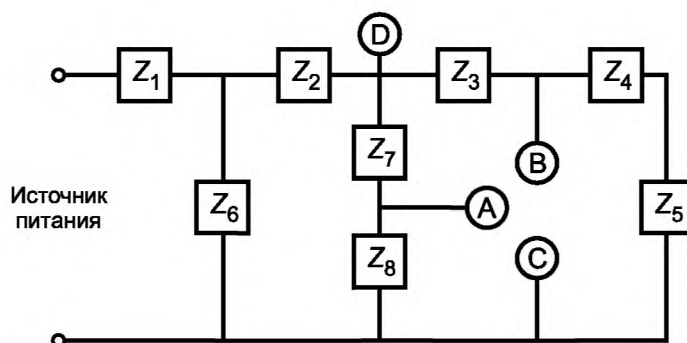 D
Z1 Z2 Z3 Z4
Z7 B
Источник
питания
Z6 A Z5
Z8 C